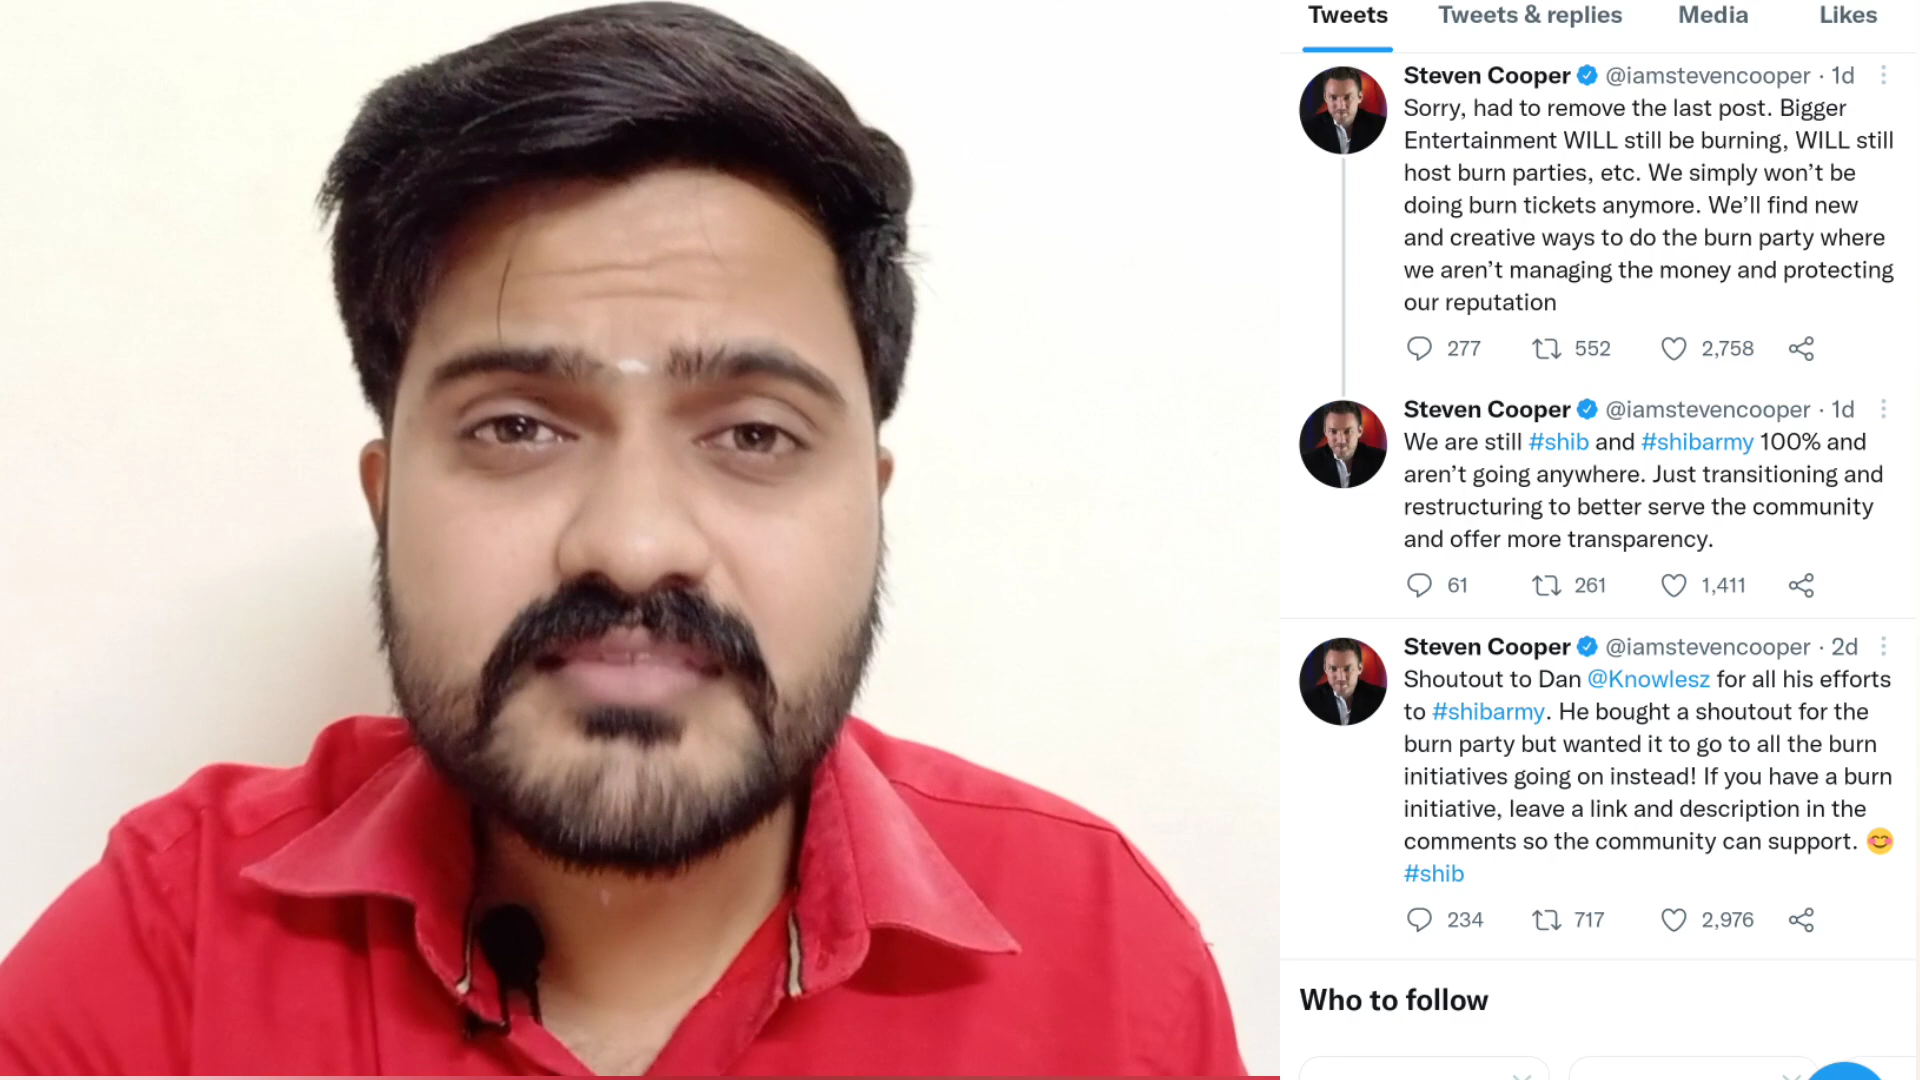 Tweets Tweets & replies Media Likes
Steven Cooper @iamstevencooper · 1d
Sorry, had to remove the last post. Bigger
Entertainment WILL still be burning, WILL still
host burn parties, etc. We simply won’t be
doing burn tickets anymore. We’ll find new
and creative ways to do the burn party where
we aren’t managing the money and protecting
our reputation
277 552 2,758
Steven Cooper @iamstevencooper · 1d
We are still #shib and #shibarmy 100% and
aren’t going anywhere. Just transitioning and
restructuring to better serve the community
and offer more transparency.
61 261 1,411
Steven Cooper @iamstevencooper · 2d
Shoutout to Dan @Knowlesz for all his efforts
to #shibarmy. He bought a shoutout for the
burn party but wanted it to go to all the burn
initiatives going on instead! If you have a burn
initiative, leave a link and description in the
comments so the community can support. 😊
#shib
234 717 2,976
Who to follow